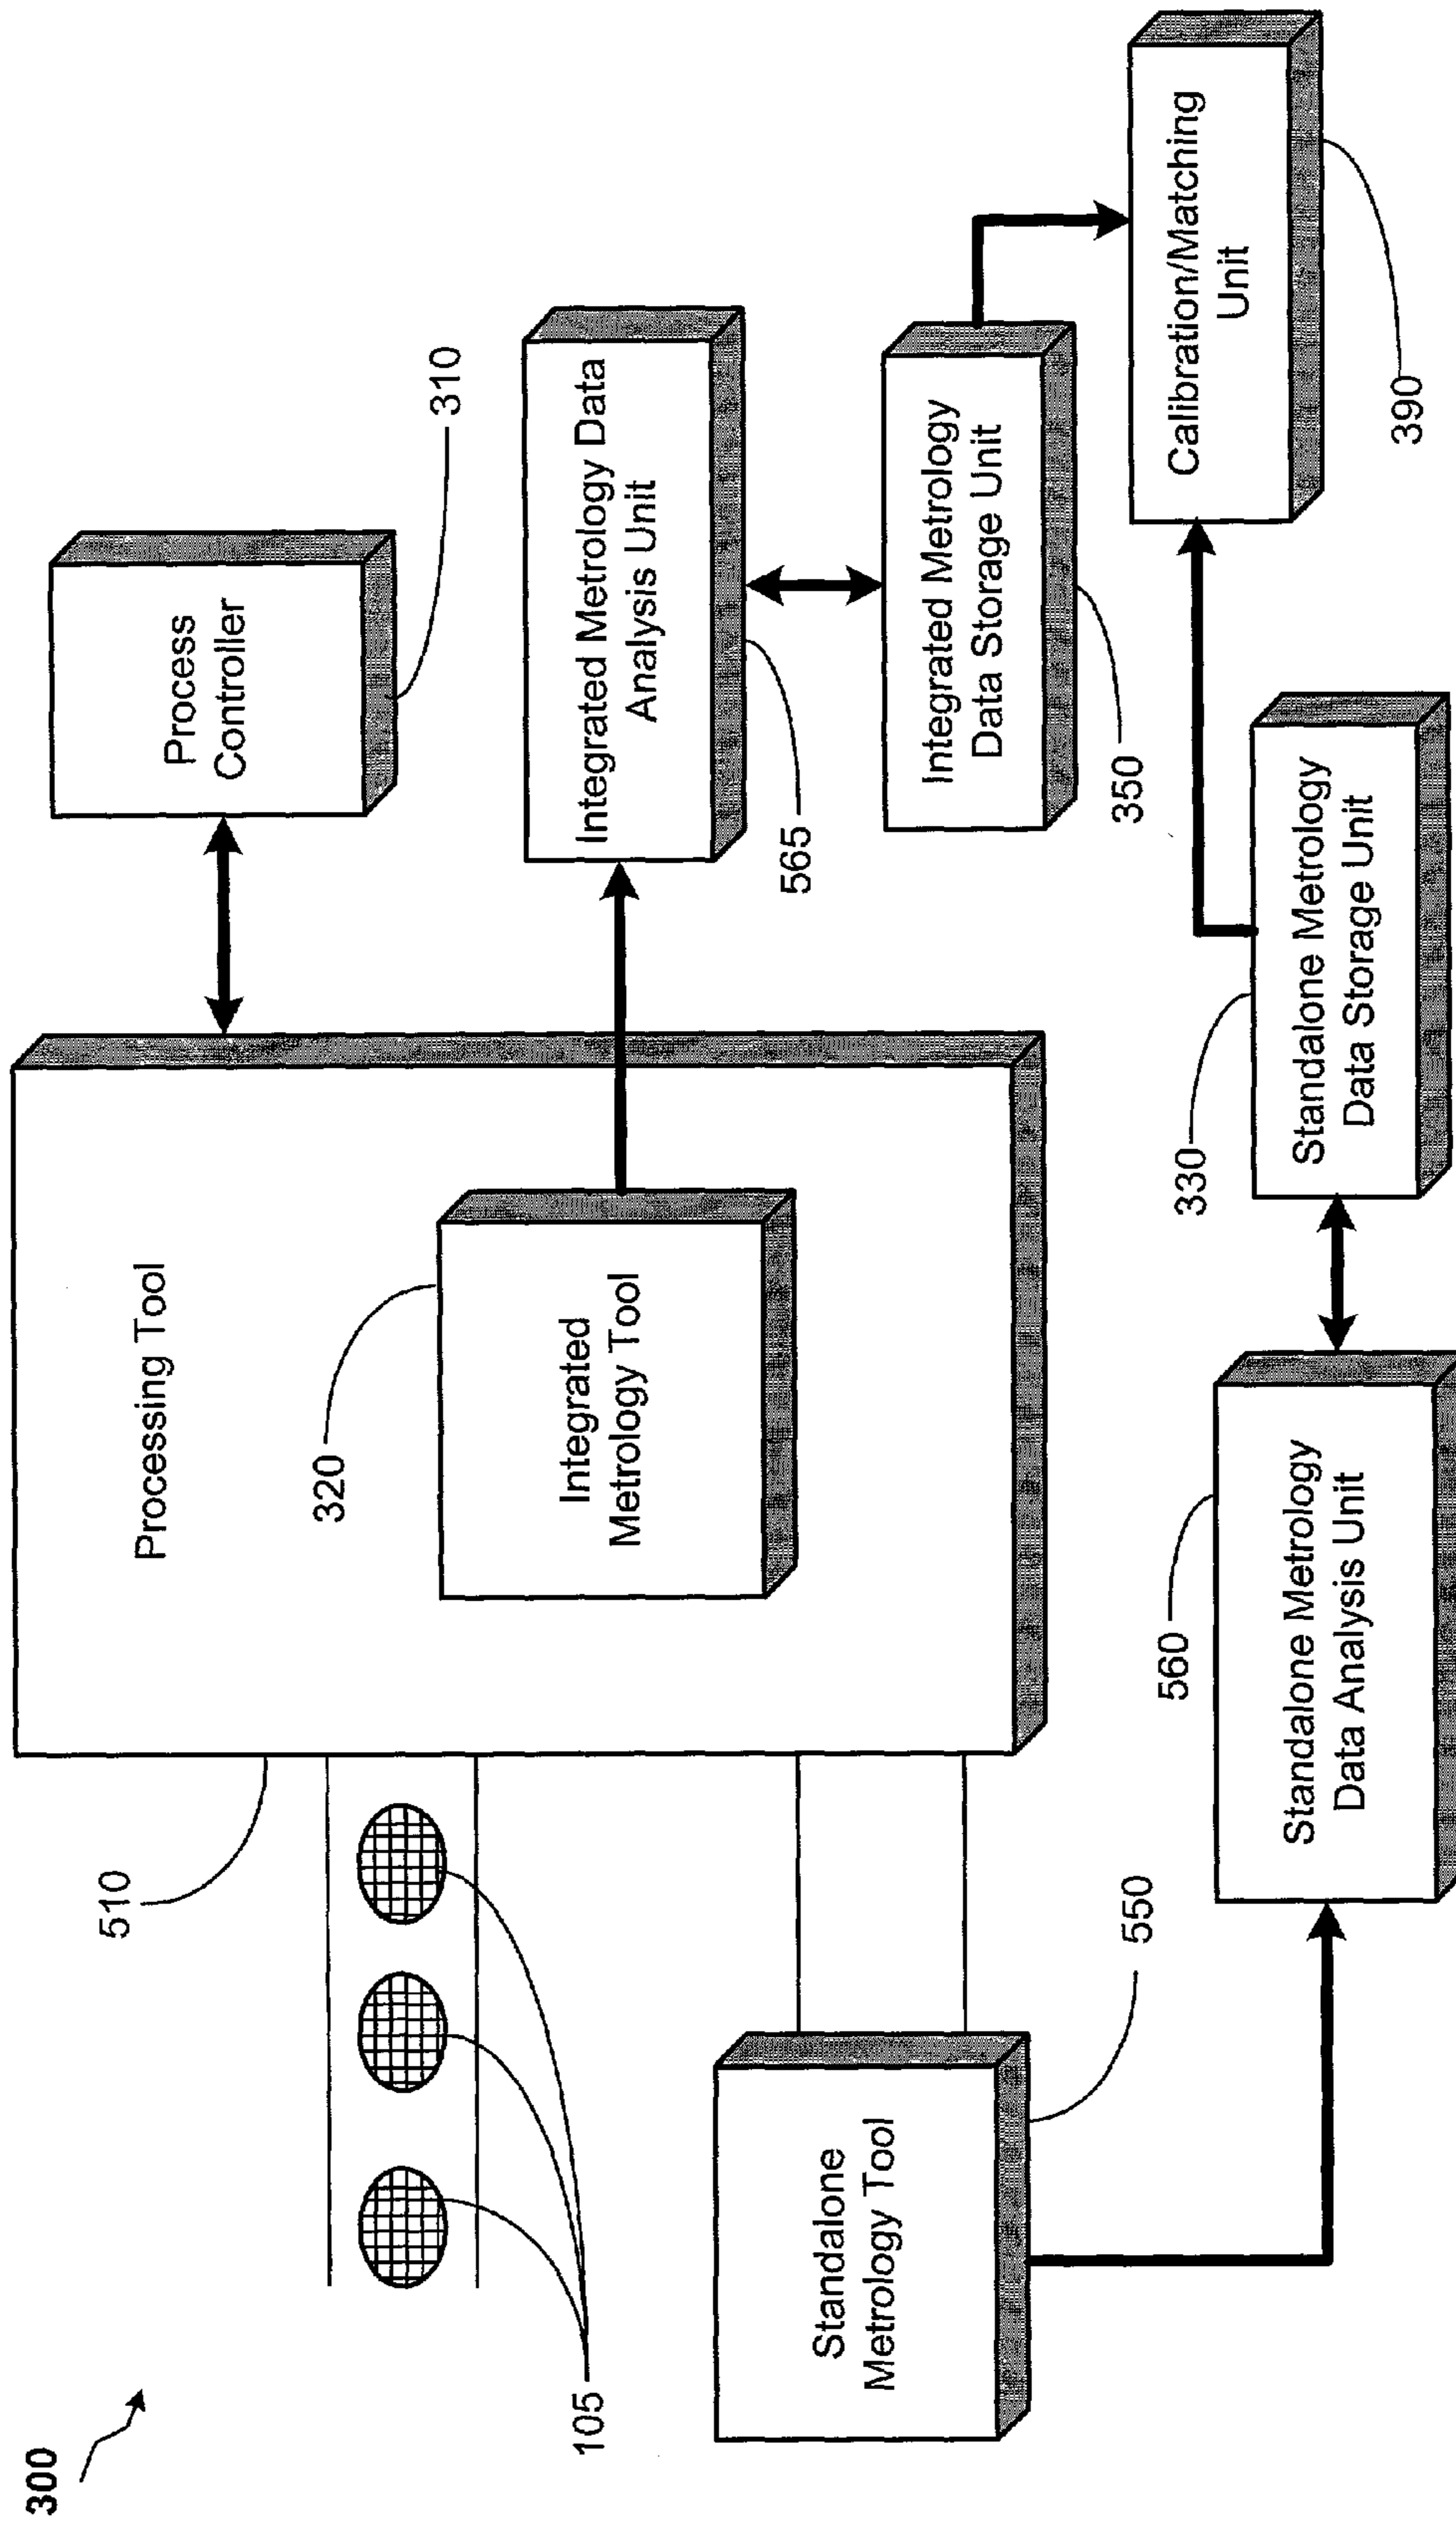 300
105
510
Processing Tool
320
Integrated
Metrology Tool
Process
Controller
310
Integrated Metrology Data
Analysis Unit
565
Integrated Metrology
Data Storage Unit
350
Calibration/Matching
Unit
390
Standalone
Metrology Tool
550
560
Standalone Metrology
Data Analysis Unit
330
Standalone Metrology
Data Storage Unit